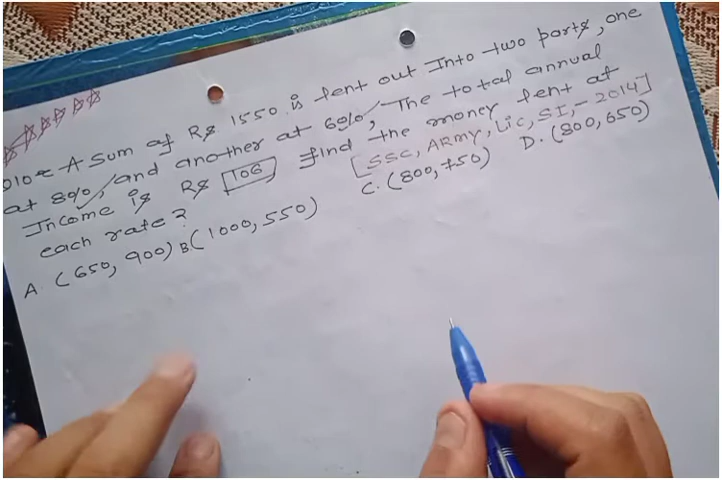 010 A sum of Rs. 1550 is lent out Into two parts, one
at 8%, and another at 6%, The total annual
Income is Rs 106 find the money lent at
each rate? [SSC, ARmy, Lic, SI, - 2014]
A. (650, 900) B (1000, 550) C. (800, 750) D. (800, 650)